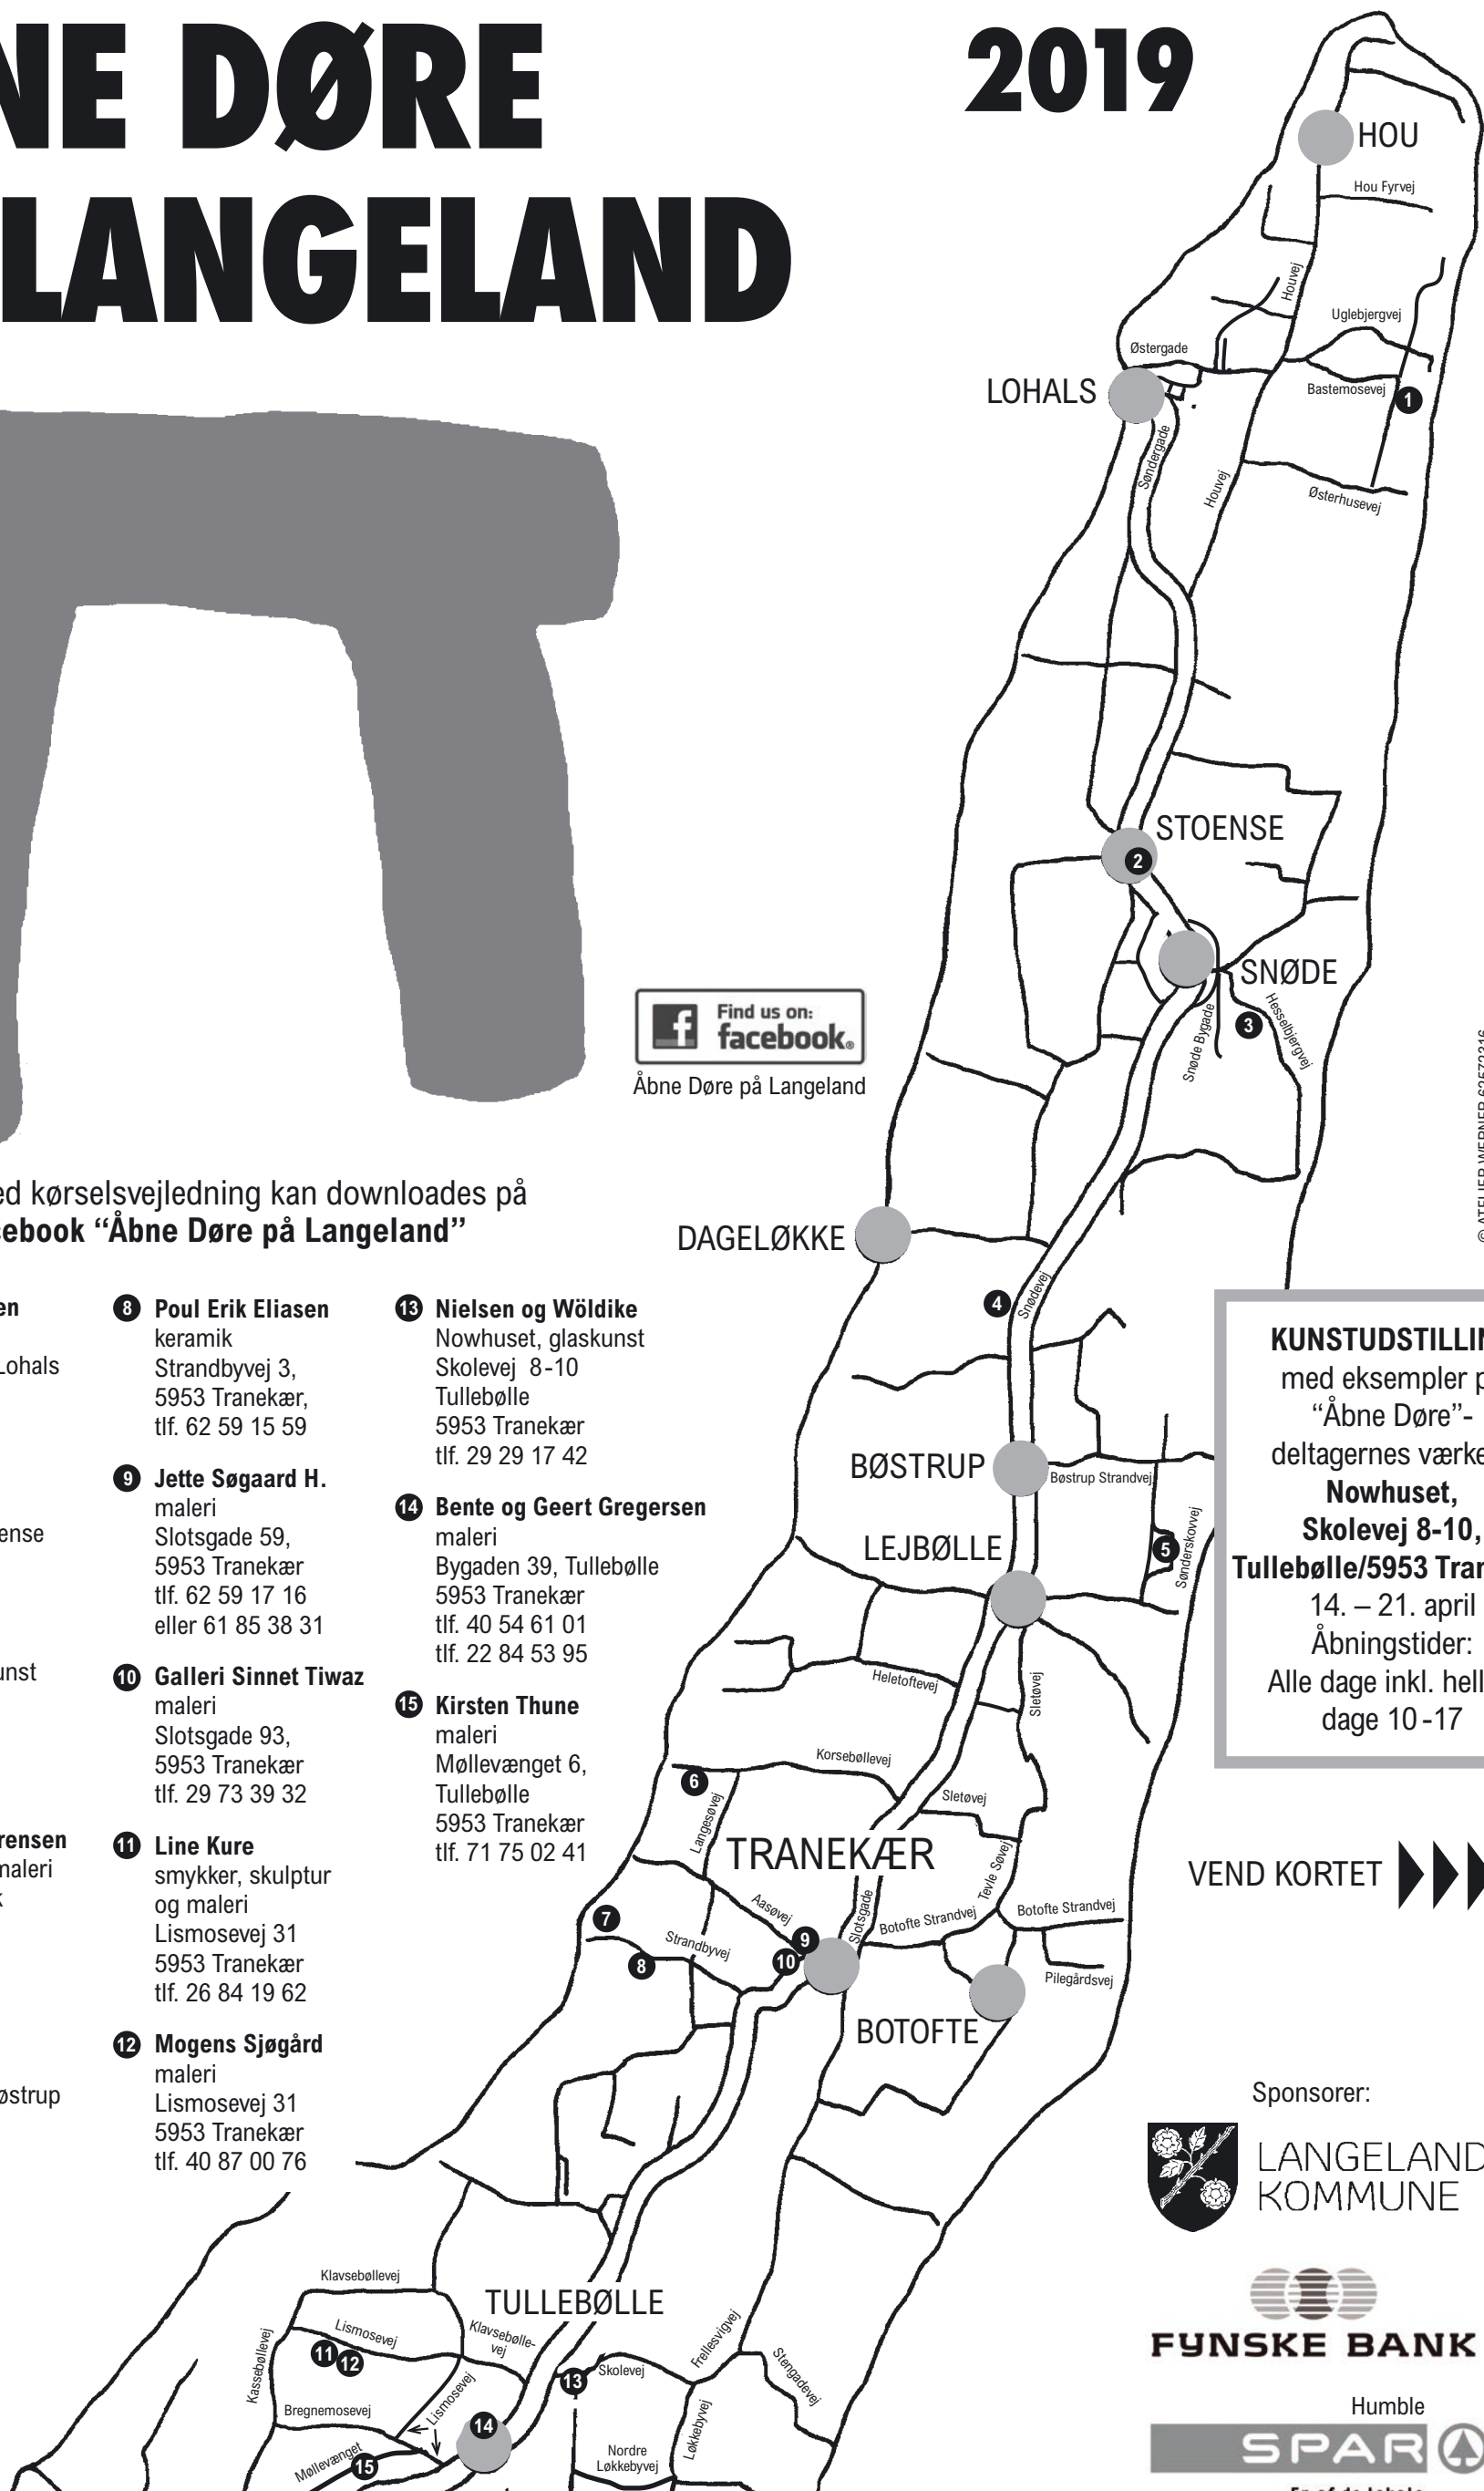 NE DØRE
LANGELAND
2019
HOU
Hou Fyrvej
Houvej
Uglebjergvej
Østergade
LOHALS
Bastemosevej
1
Søndergade
Houvej
Østerhusevej
STOENSE
2
SNØDE
3
Hesselbjergvej
Snøde Bygade
Find us on:
facebook®
Åbne Døre på Langeland
ed kørselsvejledning kan downloades på
cebook “Åbne Døre på Langeland”
DAGELØKKE
4
Snødevej
en
Lohals
ense
unst
rensen
maleri
k
østrup
8 Poul Erik Eliasen
keramik
Strandbyvej 3,
5953 Tranekær,
tlf. 62 59 15 59
9 Jette Søgaard H.
maleri
Slotsgade 59,
5953 Tranekær
tlf. 62 59 17 16
eller 61 85 38 31
10 Galleri Sinnet Tiwaz
maleri
Slotsgade 93,
5953 Tranekær
tlf. 29 73 39 32
11 Line Kure
smykker, skulptur
og maleri
Lismosevej 31
5953 Tranekær
tlf. 26 84 19 62
12 Mogens Sjøgård
maleri
Lismosevej 31
5953 Tranekær
tlf. 40 87 00 76
13 Nielsen og Wöldike
Nowhuset, glaskunst
Skolevej 8-10
Tullebølle
5953 Tranekær
tlf. 29 29 17 42
14 Bente og Geert Gregersen
maleri
Bygaden 39, Tullebølle
5953 Tranekær
tlf. 40 54 61 01
tlf. 22 84 53 95
15 Kirsten Thune
maleri
Møllevænget 6,
Tullebølle
5953 Tranekær
tlf. 71 75 02 41
KUNSTUDSTILLIN
med eksempler p
“Åbne Døre”-
deltagernes værke
Nowhuset,
Skolevej 8-10,
Tullebølle/5953 Tran
14. – 21. april
Åbningstider:
Alle dage inkl. hell
dage 10-17
BØSTRUP
Bøstrup Strandvej
LEJBØLLE
5
Sønderskovvej
Heletoftevej
Sletøvej
Korsebøllevej
6
Langesøvej
Sletøvej
TRANEKÆR
VEND KORTET
Tevle Søvej
Aasøvej
Slotsgade
Botofte Strandvej
Botofte Strandvej
7
Strandbyvej
8
9
10
Pilegårdsvej
BOTOFTE
Sponsorer:
LANGELAND
KOMMUNE
FYNSKE BANK
Humble
SPAR
Klavsebøllevej
TULLEBØLLE
Lismosevej
Klavsebølle-
vej
Kassebøllevej
11
12
13
Skolevej
Frellesvigvej
Stengadevej
Lismosevej
Bregnemosevej
14
Løkkebyvej
Møllevænget
15
Nordre
Løkkebyvej